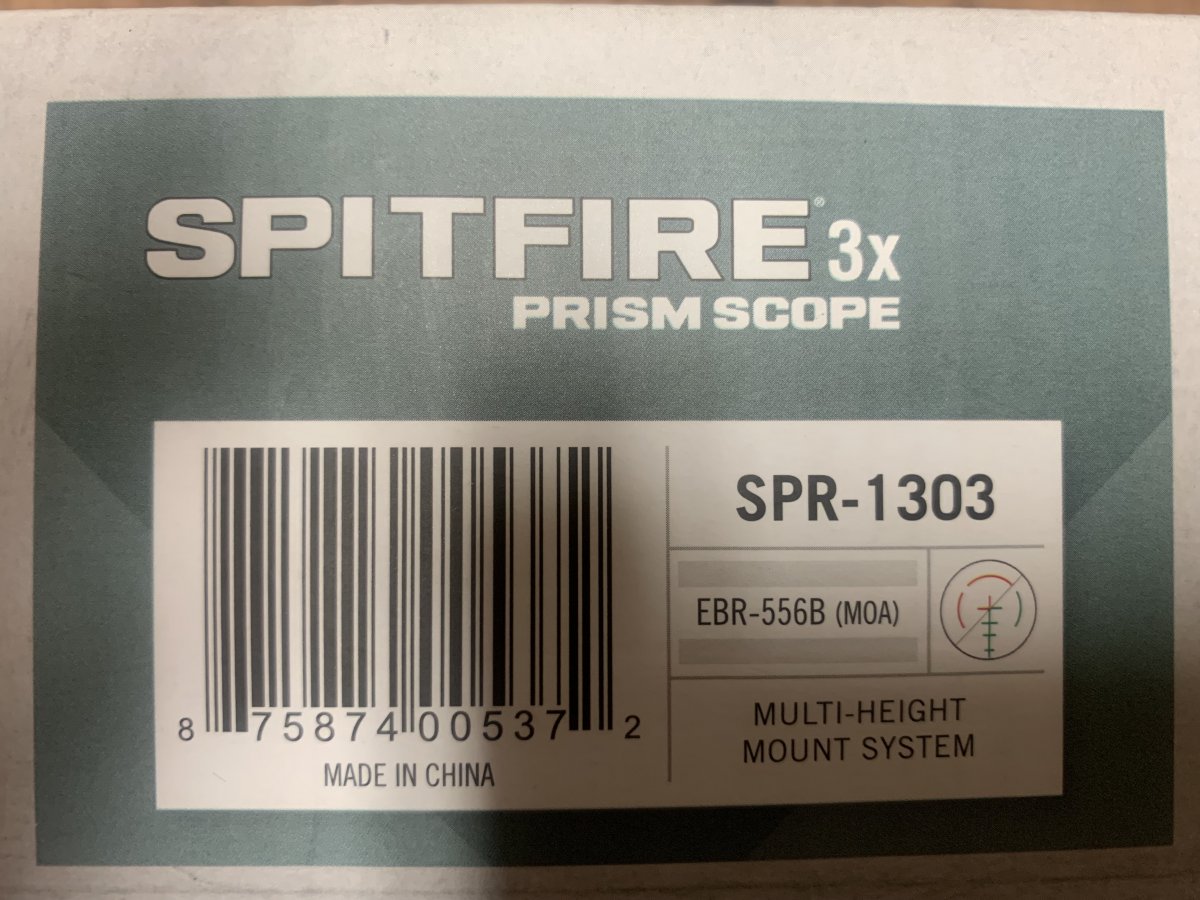 SPITFIRE® 3x
PRISM SCOPE
SPR-1303
EBR-556B (MOA)
MULTI-HEIGHT
MOUNT SYSTEM
8 75874 00537 2
MADE IN CHINA